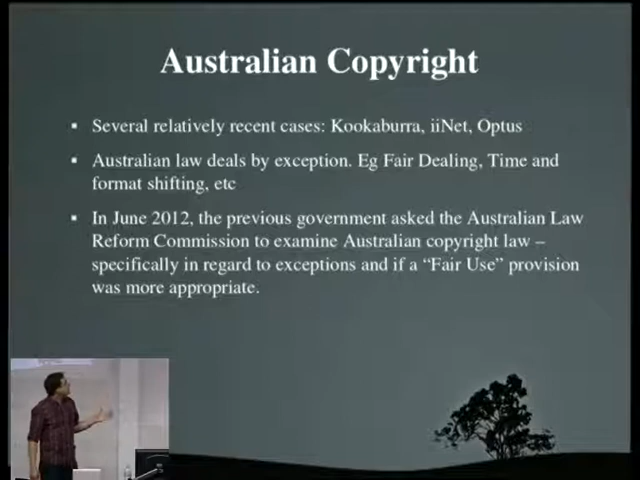 Australian Copyright
Several relatively recent cases: Kookaburra, iiNet, Optus
Australian law deals by exception. Eg Fair Dealing, Time and
format shifting, etc
In June 2012, the previous government asked the Australian Law
Reform Commission to examine Australian copyright law –
specifically in regard to exceptions and if a “Fair Use” provision
was more appropriate.